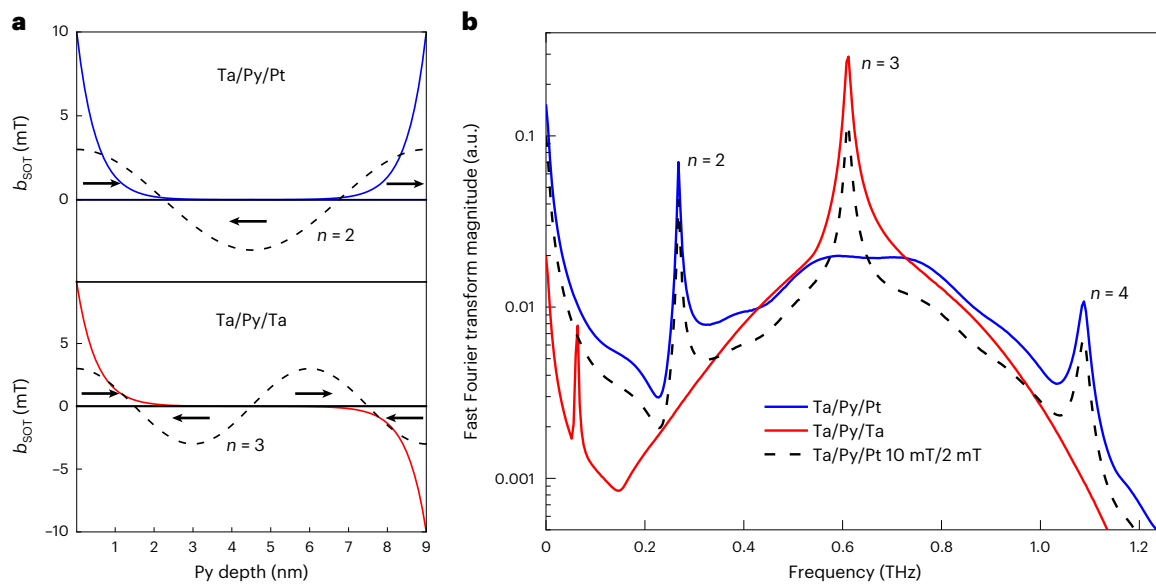 a
Ta/Py/Pt
b_SOT (mT)
10
5
0
n = 2
Ta/Py/Ta
b_SOT (mT)
5
0
−5
−10
n = 3
1 2 3 4 5 6 7 8 9
Py depth (nm)
b
Fast Fourier transform magnitude (a.u.)
0.1
0.01
0.001
n = 2
n = 3
n = 4
Ta/Py/Pt
Ta/Py/Ta
Ta/Py/Pt 10 mT/2 mT
0 0.2 0.4 0.6 0.8 1.0 1.2
Frequency (THz)